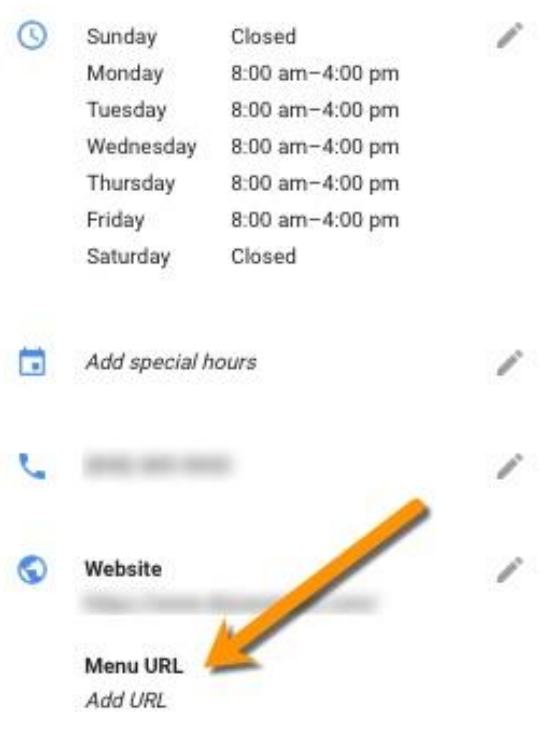 Sunday Closed
Monday 8:00 am–4:00 pm
Tuesday 8:00 am–4:00 pm
Wednesday 8:00 am–4:00 pm
Thursday 8:00 am–4:00 pm
Friday 8:00 am–4:00 pm
Saturday Closed
Add special hours
Website
Menu URL
Add URL